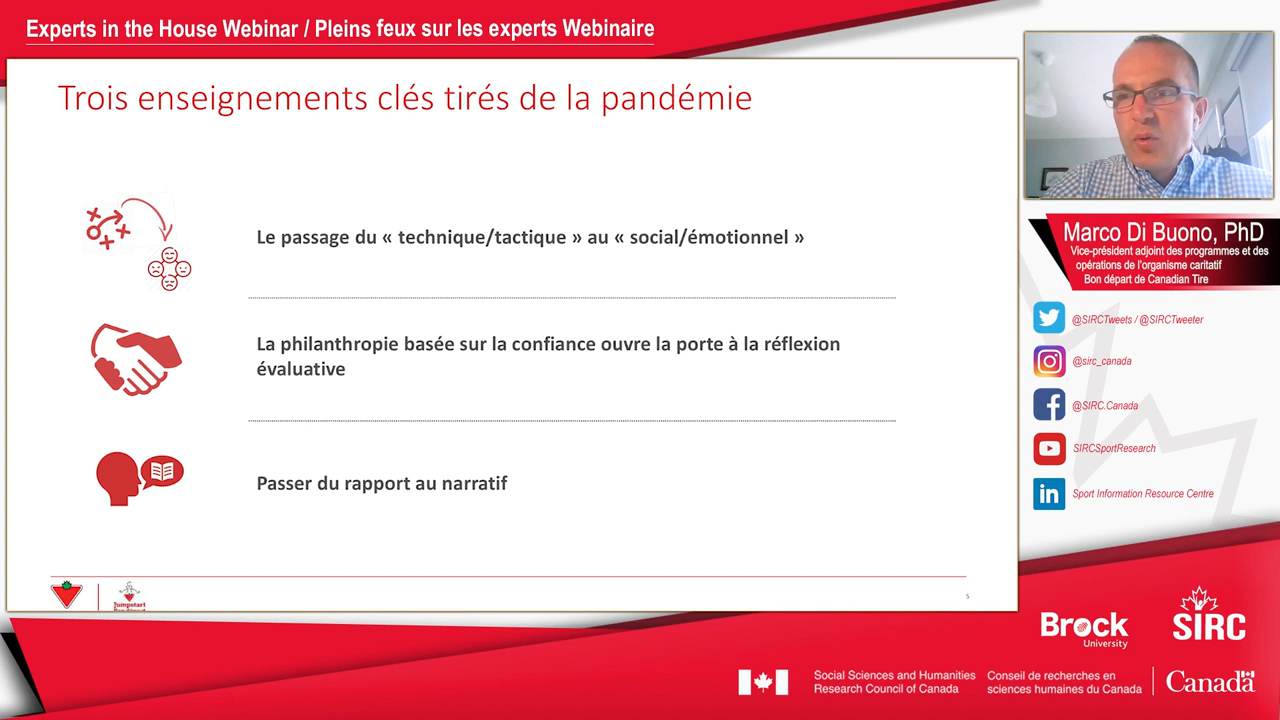 Experts in the House Webinar / Pleins feux sur les experts Webinaire
Trois enseignements clés tirés de la pandémie
Le passage du « technique/tactique » au « social/émotionnel »
La philanthropie basée sur la confiance ouvre la porte à la réflexion
évaluative
Passer du rapport au narratif
Jumpstart
5
Marco Di Buono, PhD
Vice-président adjoint des programmes et des
opérations de l'organisme caritatif
Bon départ de Canadian Tire
@SIRCTweets / @SIRCTweeter
@sirc_canada
@SIRC.Canada
SIRCSportResearch
in
Sport Information Resource Centre
Brock
University
SIRC
Social Sciences and Humanities
Research Council of Canada
Conseil de recherches en
sciences humaines du Canada
Canada